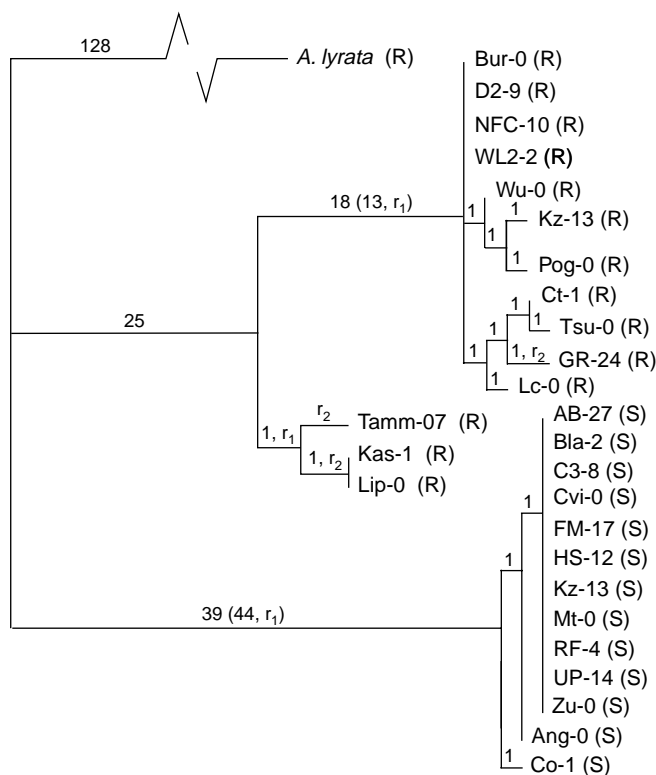 128
A. lyrata (R)
Bur-0 (R)
D2-9 (R)
NFC-10 (R)
WL2-2 (R)
Wu-0 (R)
18 (13, r₁)
1
1
Kz-13 (R)
1
1
Pog-0 (R)
Ct-1 (R)
1
1
Tsu-0 (R)
25
1
1, r₂
GR-24 (R)
1
1
Lc-0 (R)
r₂
Tamm-07 (R)
1, r₁
1, r₂
Kas-1 (R)
Lip-0 (R)
AB-27 (S)
Bla-2 (S)
C3-8 (S)
Cvi-0 (S)
1
FM-17 (S)
HS-12 (S)
1
Kz-13 (S)
39 (44, r₁)
Mt-0 (S)
RF-4 (S)
UP-14 (S)
Zu-0 (S)
Ang-0 (S)
1
Co-1 (S)